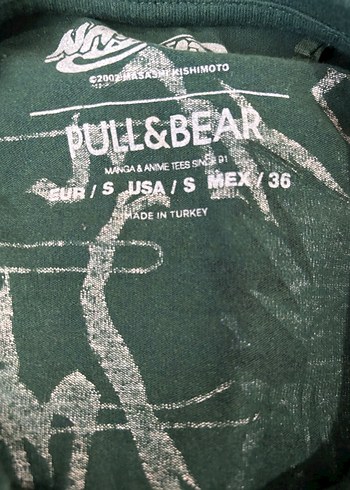 ©2002 MASASHI KISHIMOTO
PULL&BEAR
MANGA & ANIME TEES SINCE 91
EUR / S USA / S MEX / 36
MADE IN TURKEY